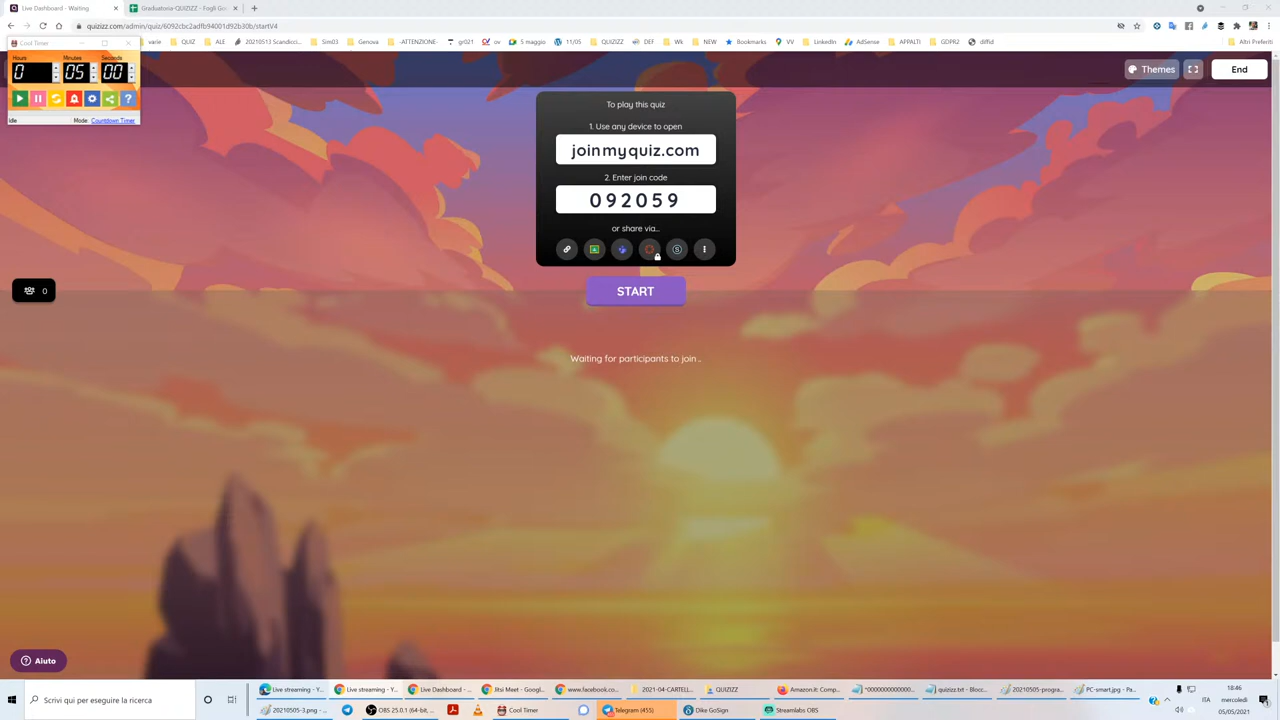 Live Dashboard - Waiting
Graduatoria-QUIZIZZ - Fogli Go
quizizz.com/admin/quiz/6092cbc2adfb94001d92b30b/startV4
varie
QUIZ
ALE
20210513 Scandicci...
Sim03
Genova
-ATTENZIONE-
gr021
ov
5 maggio
11/05
QUIZIZZ
DEF
Wk
NEW
Bookmarks
VV
LinkedIn
AdSense
APPALTI
GDPR2
diffid
Altri Preferiti
Cool Timer
Hours
Minutes
Seconds
0
05
00
Idle
Mode: Countdown Timer
Themes
End
To play this quiz
1. Use any device to open
joinmyquiz.com
2. Enter join code
092059
or share via...
START
0
Waiting for participants to join ..
Aiuto
Scrivi qui per eseguire la ricerca
Live streaming - Y...
Live streaming - Y...
Live Dashboard - ...
Jitsi Meet - Googl...
www.facebook.co...
2021-04-CARTELL...
QUIZIZZ
Amazon.it: Comp...
quizizz.txt - Blocc...
20210505-progra...
PC-smart.jpg - Pa...
20210505-3.png - ...
OBS 25.0.1 (64-bit, ...
Cool Timer
Telegram (455)
Dike GoSign
Streamlabs OBS
18:46
ITA
mercoledì
05/05/2021